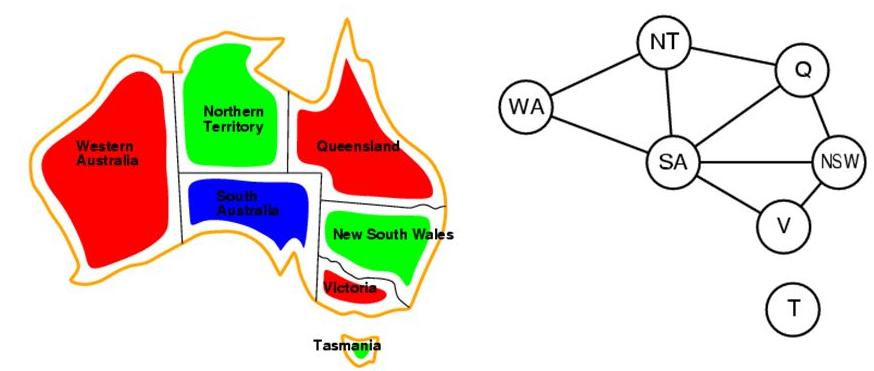 Western
Australia
Northern
Territory
Queensland
South
Australia
New South Wales
Victoria
Tasmania
NT
Q
WA
SA
NSW
V
T